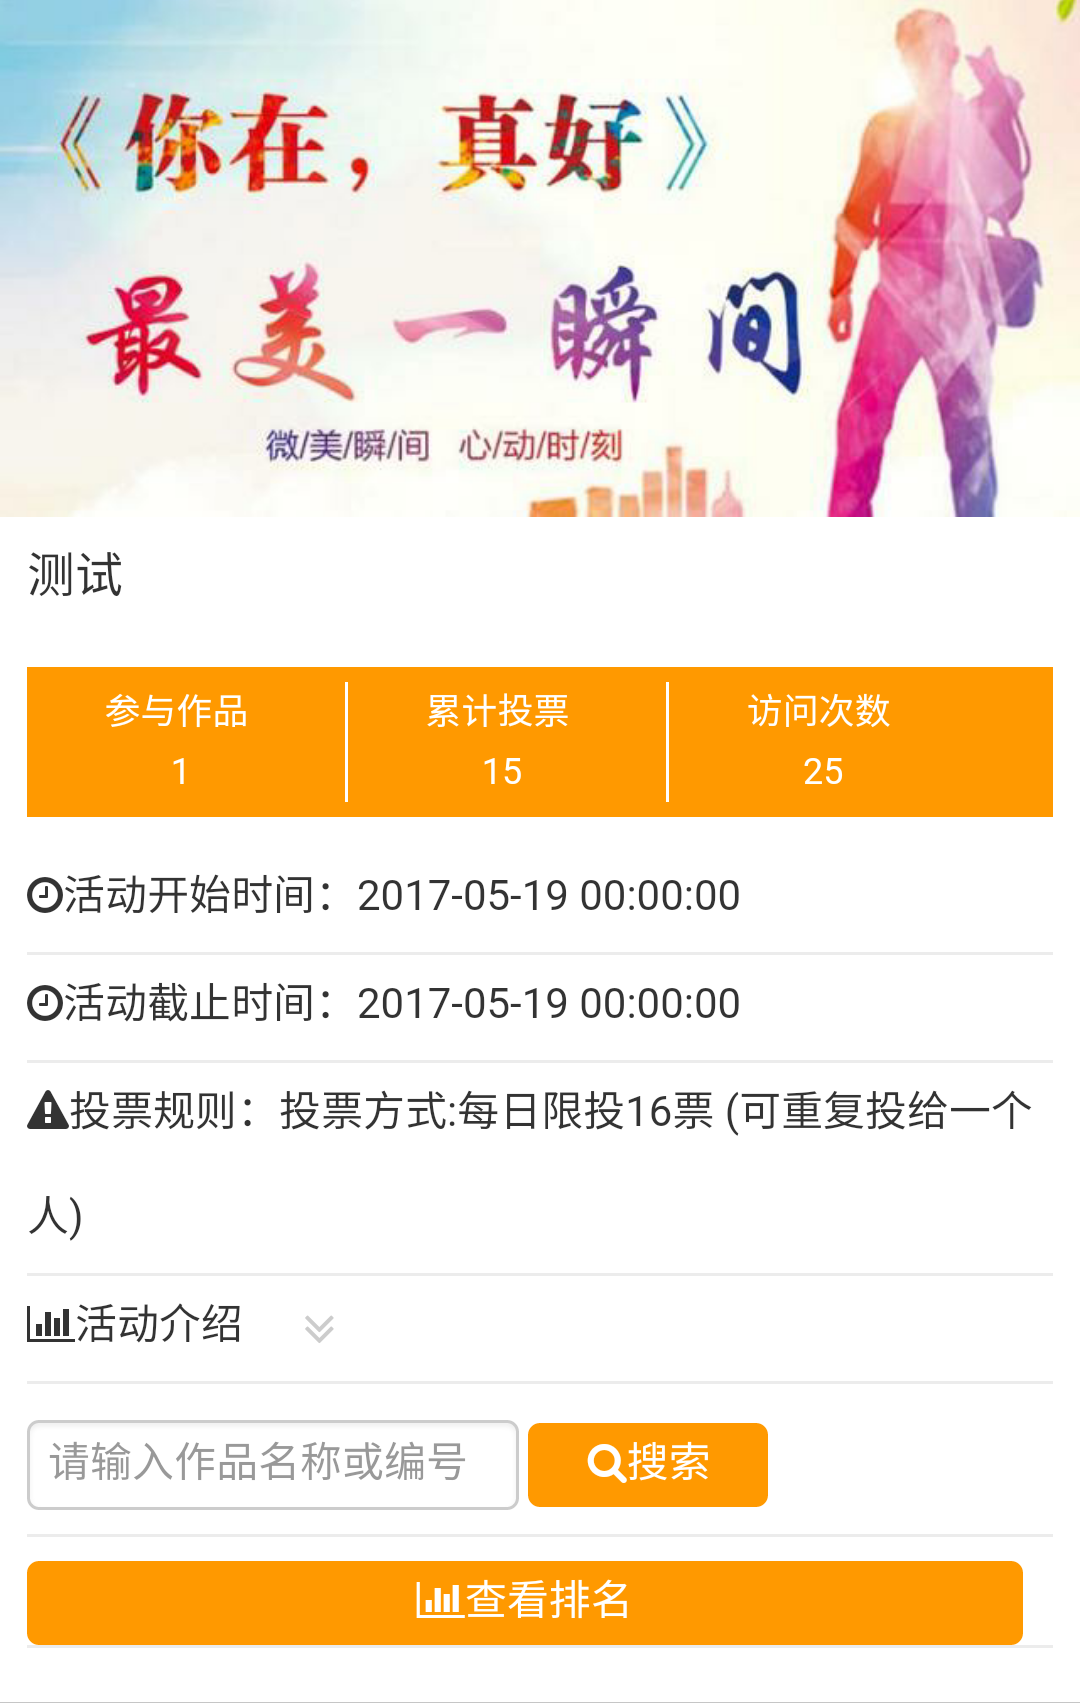 《你在，真好》
最美一瞬间
微/美/瞬/间 心/动/时/刻
测试
参与作品 累计投票 访问次数
1 15 25
活动开始时间：2017-05-19 00:00:00
活动截止时间：2017-05-19 00:00:00
投票规则：投票方式:每日限投16票 (可重复投给一个
人)
活动介绍
请输入作品名称或编号 搜索
查看排名